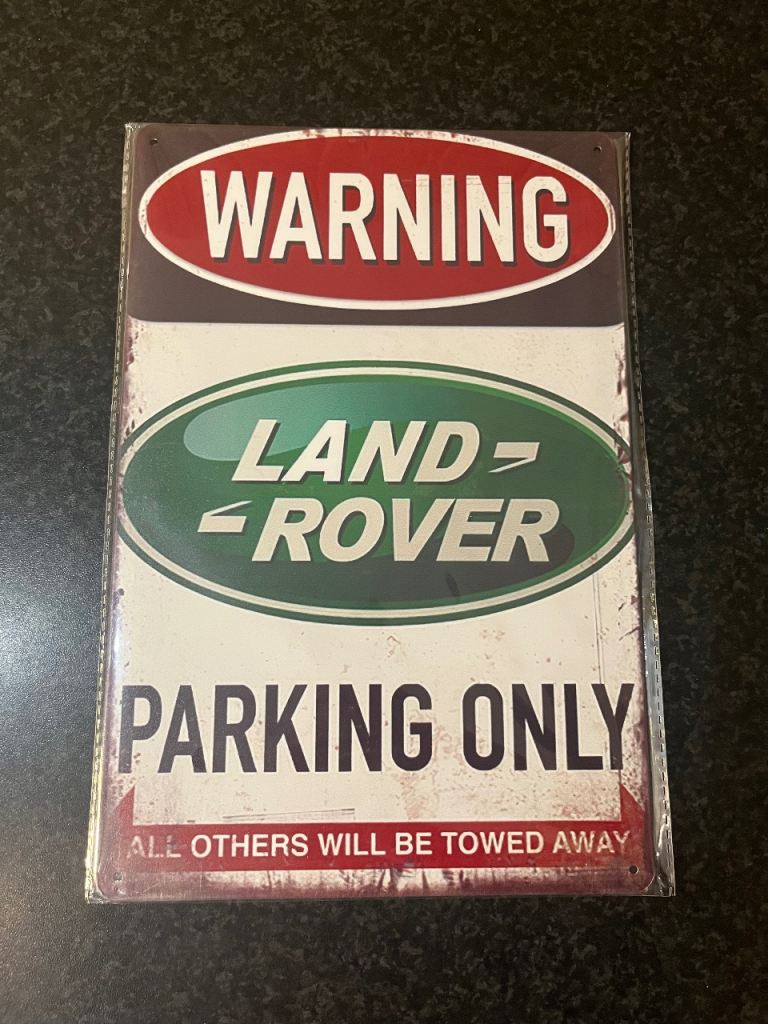 WARNING
LAND
ROVER
PARKING ONLY
ALL OTHERS WILL BE TOWED AWAY